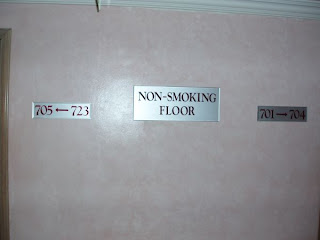 705 ← 723
NON-SMOKING
FLOOR
701 → 704